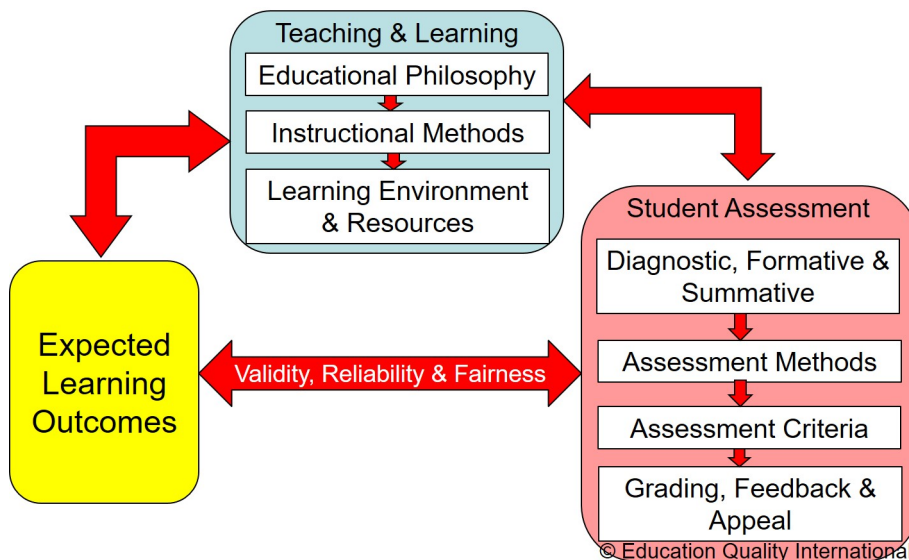 Teaching & Learning
Educational Philosophy
Instructional Methods
Learning Environment
& Resources
Student Assessment
Diagnostic, Formative &
Summative
Assessment Methods
Assessment Criteria
Grading, Feedback &
Appeal
Expected
Learning
Outcomes
Validity, Reliability & Fairness
© Education Quality Internationa